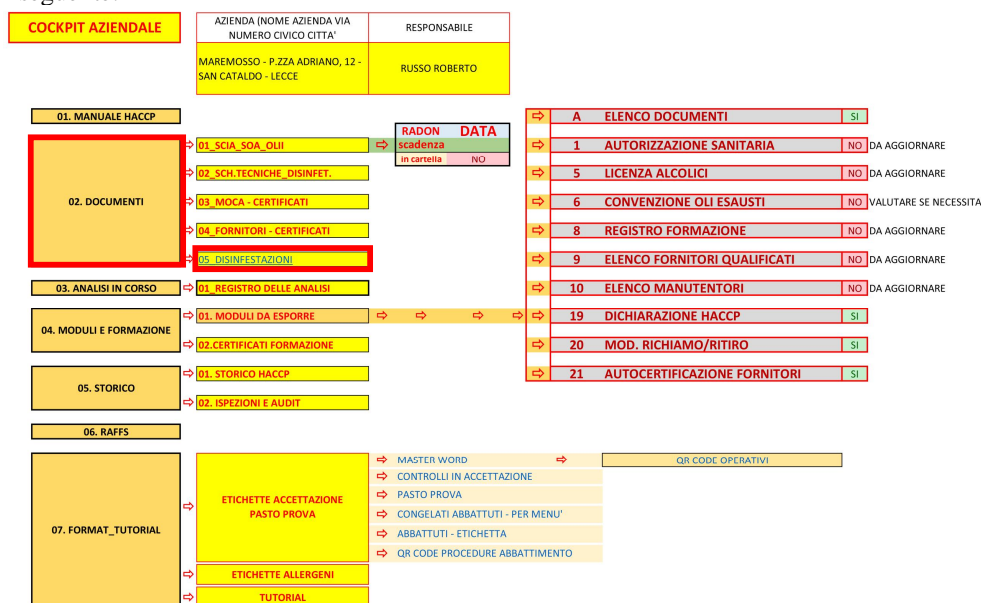 COCKPIT AZIENDALE
AZIENDA (NOME AZIENDA VIA
NUMERO CIVICO CITTA'
RESPONSABILE
MAREMOSSO - P.ZZA ADRIANO, 12 -
SAN CATALDO - LECCE
RUSSO ROBERTO
01. MANUALE HACCP
A ELENCO DOCUMENTI SI
RADON DATA
scadenza
in cartella NO
02. DOCUMENTI
01_SCIA_SOA_OLII
1 AUTORIZZAZIONE SANITARIA NO DA AGGIORNARE
02_SCH.TECNICHE_DISINFET.
5 LICENZA ALCOLICI NO DA AGGIORNARE
03_MOCA - CERTIFICATI
6 CONVENZIONE OLI ESAUSTI NO VALUTARE SE NECESSITA
04_FORNITORI - CERTIFICATI
8 REGISTRO FORMAZIONE NO DA AGGIORNARE
05_DISINFESTAZIONI
9 ELENCO FORNITORI QUALIFICATI NO DA AGGIORNARE
03. ANALISI IN CORSO
01_REGISTRO DELLE ANALISI
10 ELENCO MANUTENTORI NO DA AGGIORNARE
04. MODULI E FORMAZIONE
01. MODULI DA ESPORRE
19 DICHIARAZIONE HACCP SI
02.CERTIFICATI FORMAZIONE
20 MOD. RICHIAMO/RITIRO SI
05. STORICO
01. STORICO HACCP
21 AUTOCERTIFICAZIONE FORNITORI SI
02. ISPEZIONI E AUDIT
06. RAFFS
07. FORMAT_TUTORIAL
ETICHETTE ACCETTAZIONE
PASTO PROVA
MASTER WORD
QR CODE OPERATIVI
CONTROLLI IN ACCETTAZIONE
PASTO PROVA
CONGELATI ABBATTUTI - PER MENU'
ABBATTUTI - ETICHETTA
QR CODE PROCEDURE ABBATTIMENTO
ETICHETTE ALLERGENI
TUTORIAL